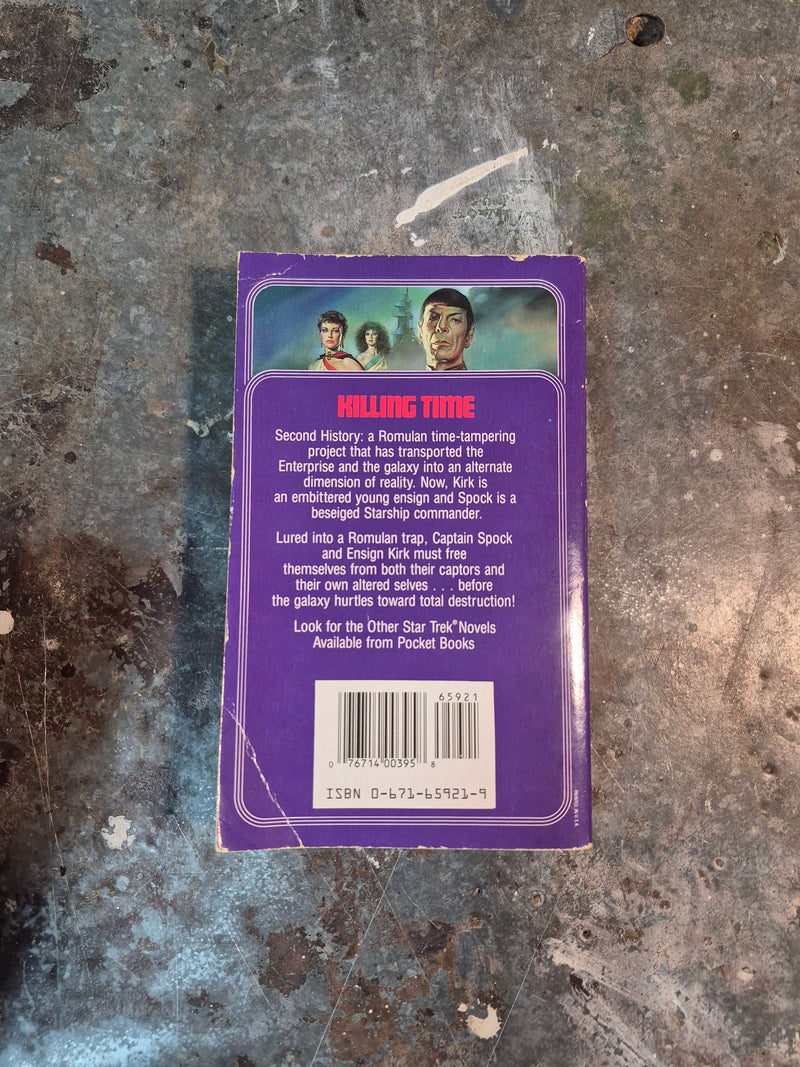 KILLING TIME
Second History: a Romulan time-tampering
project that has transported the
Enterprise and the galaxy into an alternate
dimension of reality. Now, Kirk is
an embittered young ensign and Spock is a
beseiged Starship commander.
Lured into a Romulan trap, Captain Spock
and Ensign Kirk must free
themselves from both their captors and
their own altered selves . . . before
the galaxy hurtles toward total destruction!
Look for the Other Star Trek® Novels
Available from Pocket Books
65921
0 76714 00395 8
ISBN 0-671-65921-9
PRINTED IN U.S.A.